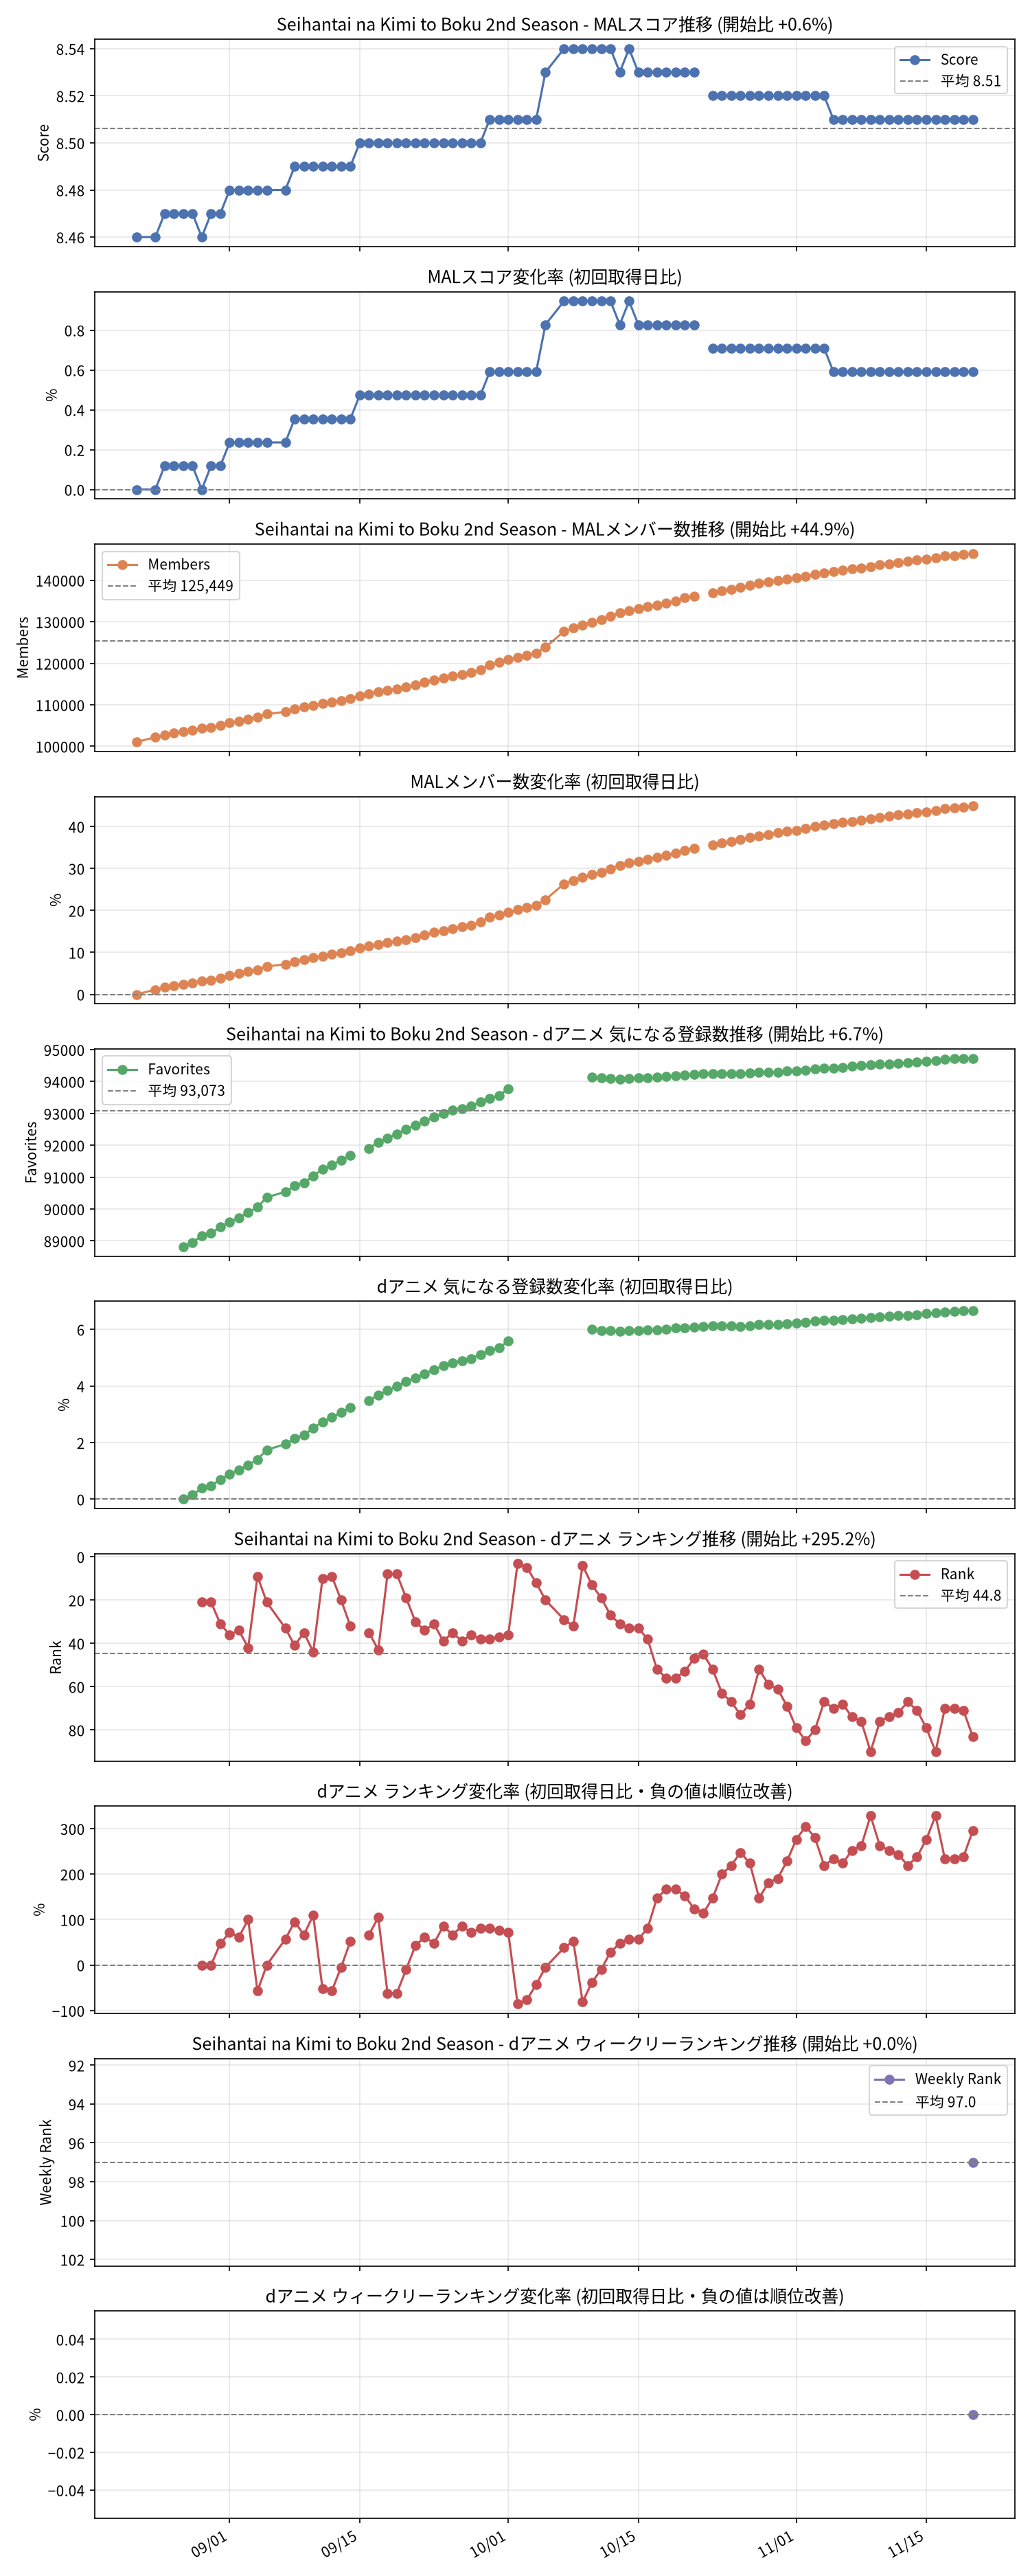 Seihantai na Kimi to Boku 2nd Season - MALスコア推移 (開始比 +0.6%)
8.54
8.52
8.50
8.48
8.46
Score
Score
平均 8.51
MALスコア変化率 (初回取得日比)
0.8
0.6
0.4
0.2
0.0
%
Seihantai na Kimi to Boku 2nd Season - MALメンバー数推移 (開始比 +44.9%)
140000
130000
120000
110000
100000
Members
Members
平均 125,449
MALメンバー数変化率 (初回取得日比)
40
30
20
10
0
%
Seihantai na Kimi to Boku 2nd Season - dアニメ 気になる登録数推移 (開始比 +6.7%)
95000
94000
93000
92000
91000
90000
89000
Favorites
Favorites
平均 93,073
dアニメ 気になる登録数変化率 (初回取得日比)
6
4
2
0
%
Seihantai na Kimi to Boku 2nd Season - dアニメ ランキング推移 (開始比 +295.2%)
0
20
40
60
80
Rank
Rank
平均 44.8
dアニメ ランキング変化率 (初回取得日比・負の値は順位改善)
300
200
100
0
−100
%
Seihantai na Kimi to Boku 2nd Season - dアニメ ウィークリーランキング推移 (開始比 +0.0%)
92
94
96
98
100
102
Weekly Rank
Weekly Rank
平均 97.0
dアニメ ウィークリーランキング変化率 (初回取得日比・負の値は順位改善)
0.04
0.02
0.00
−0.02
−0.04
%
09/01
09/15
10/01
10/15
11/01
11/15